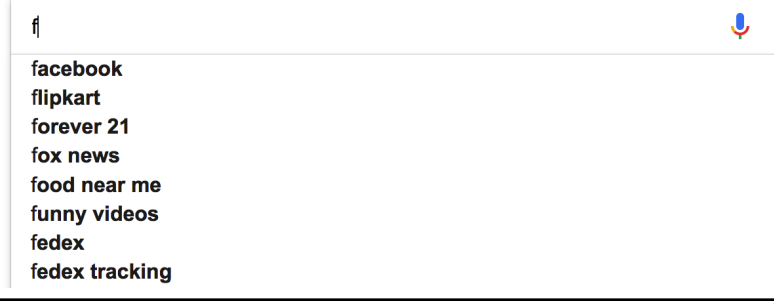 f
facebook
flipkart
forever 21
fox news
food near me
funny videos
fedex
fedex tracking